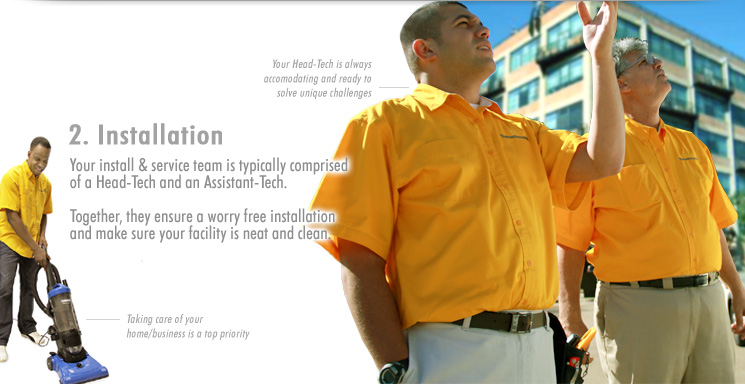 Your Head-Tech is always
accomodating and ready to
solve unique challenges
2. Installation
Your install & service team is typically comprised
of a Head-Tech and an Assistant-Tech.
Together, they ensure a worry free installation
and make sure your facility is neat and clean.
Taking care of your
home/business is a top priority